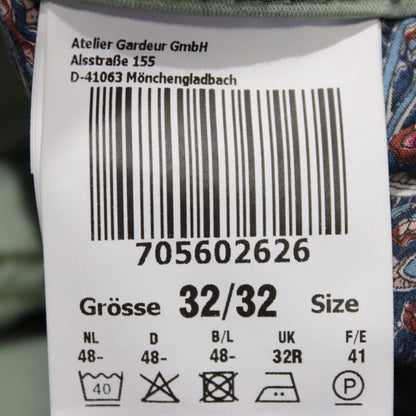 Atelier Gardeur GmbH
Alsstraße 155
D-41063 Mönchengladbach
705602626
Grösse 32/32 Size
NL D B/L UK F/E
48- 48- 48- 32R 41
40 P